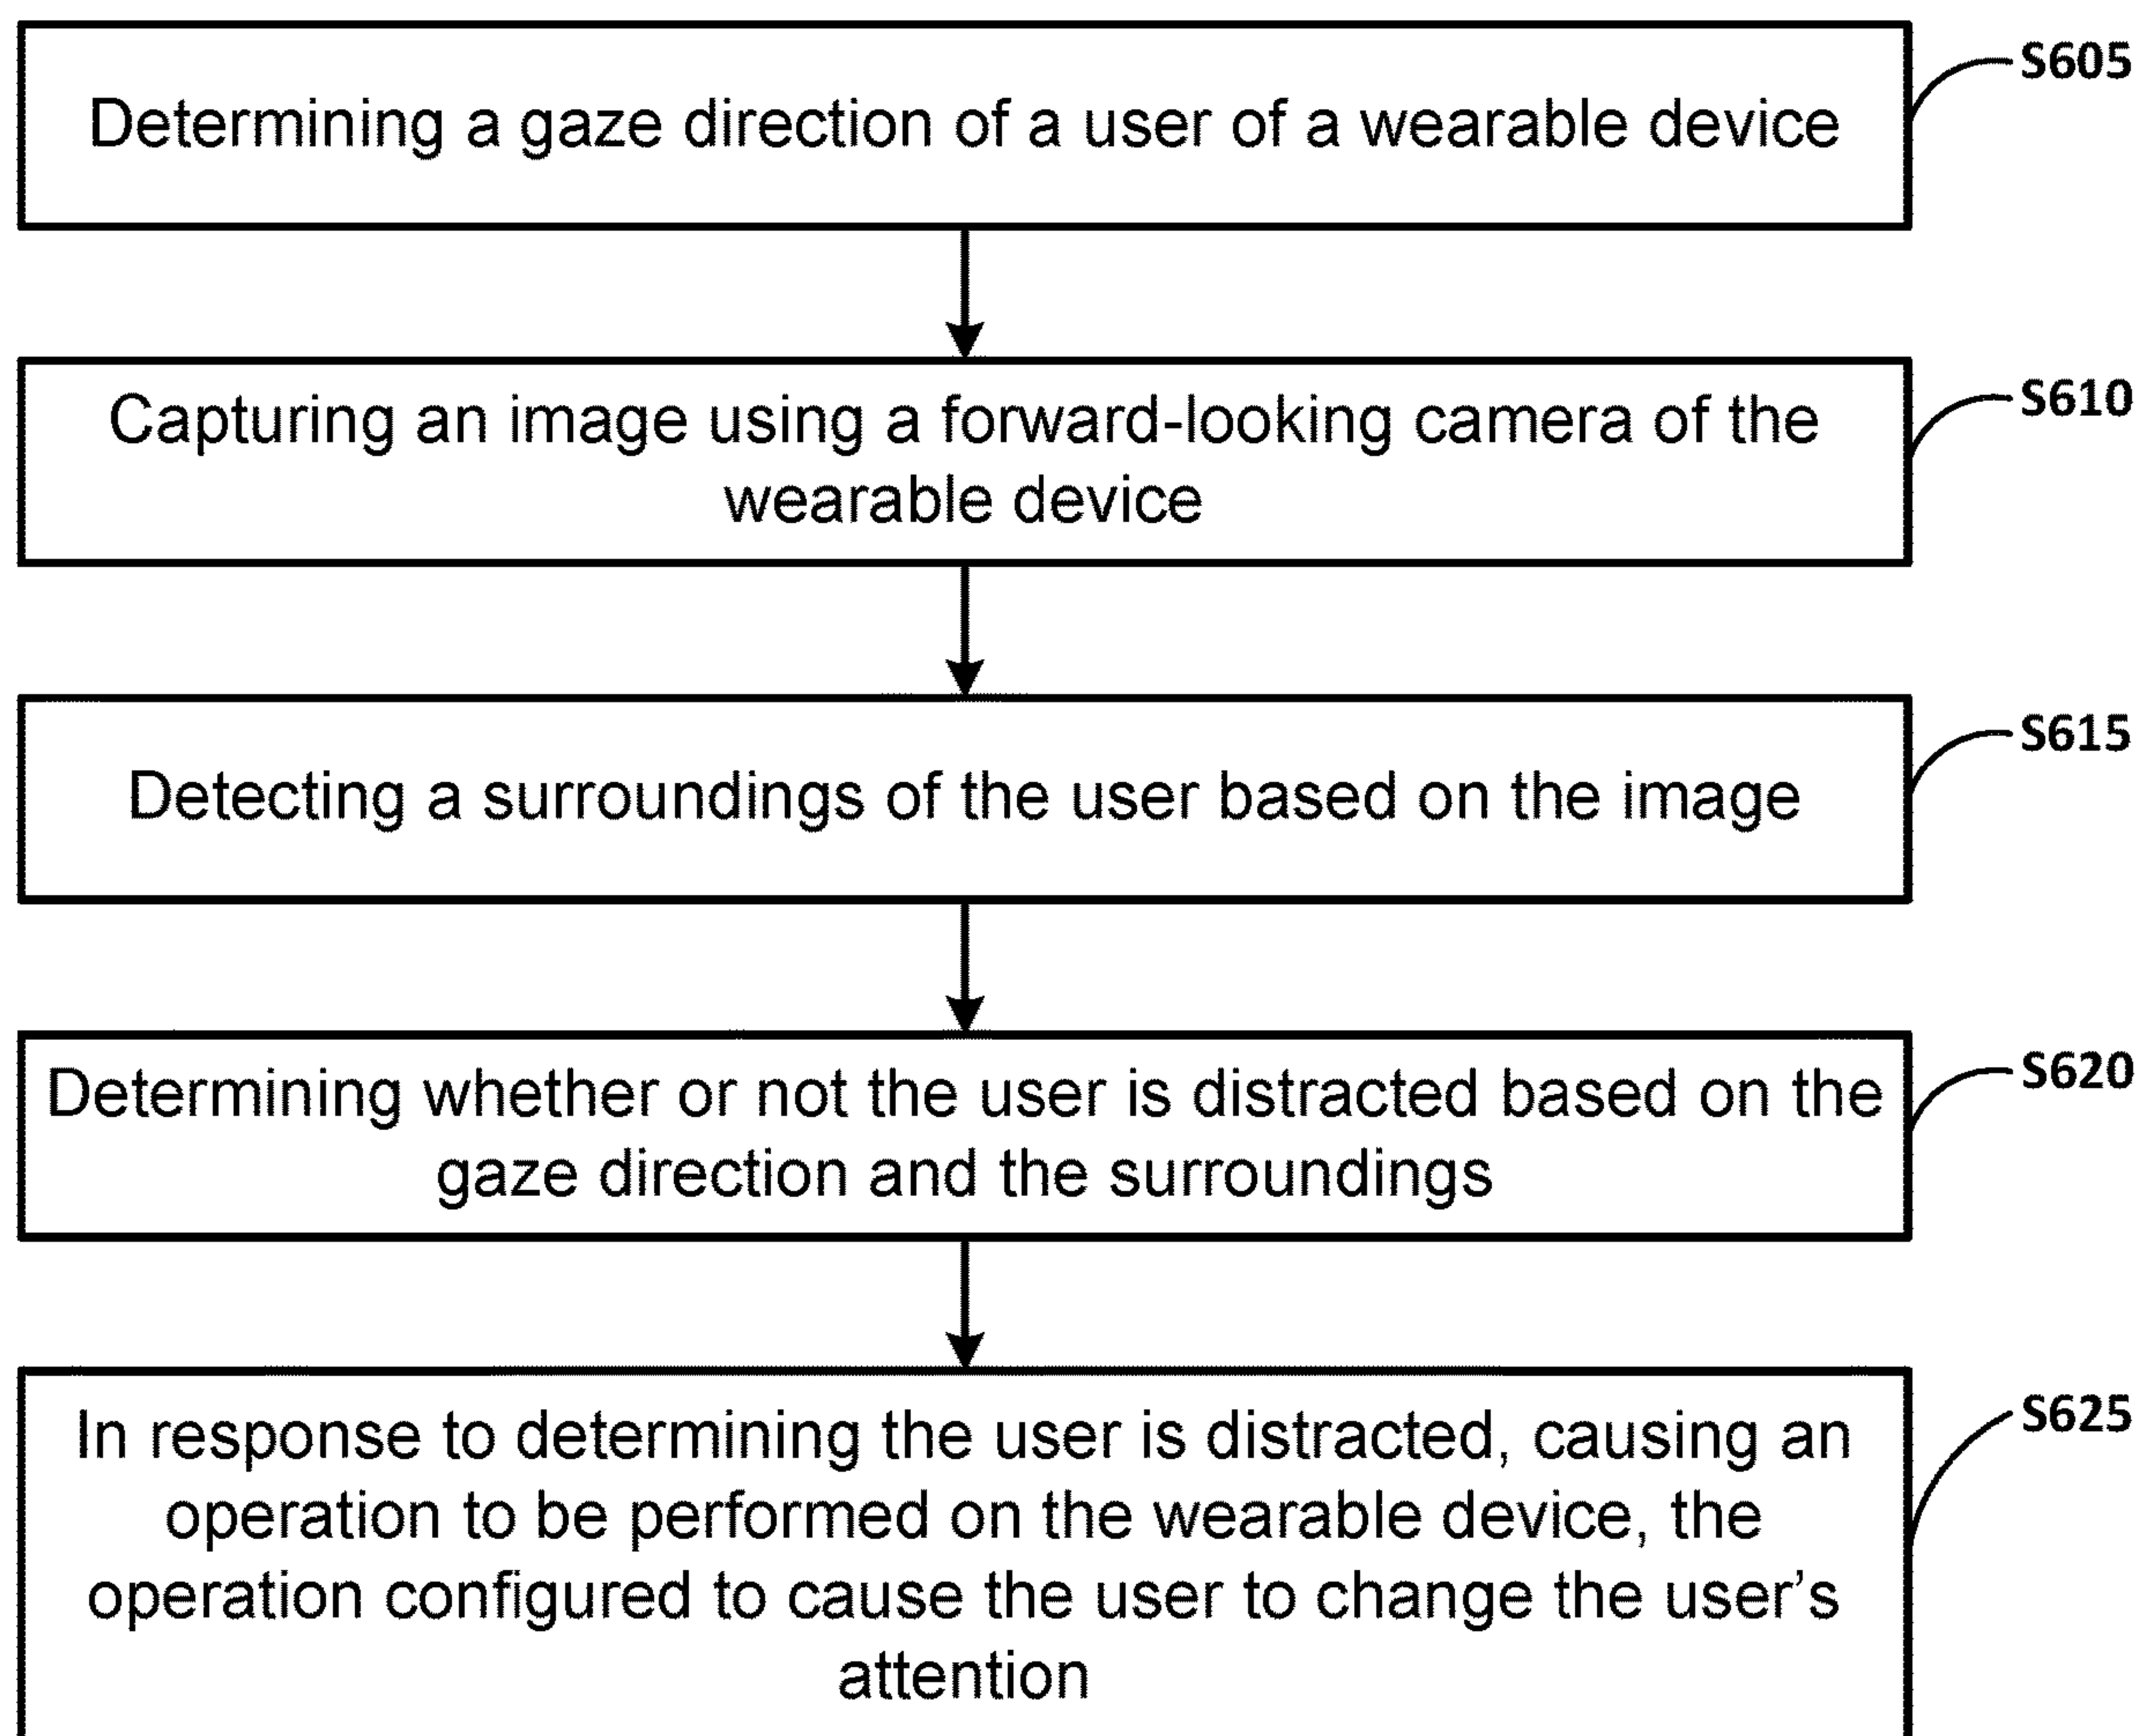 S605
Determining a gaze direction of a user of a wearable device
S610
Capturing an image using a forward-looking camera of the
wearable device
S615
Detecting a surroundings of the user based on the image
S620
Determining whether or not the user is distracted based on the
gaze direction and the surroundings
S625
In response to determining the user is distracted, causing an
operation to be performed on the wearable device, the
operation configured to cause the user to change the user's
attention